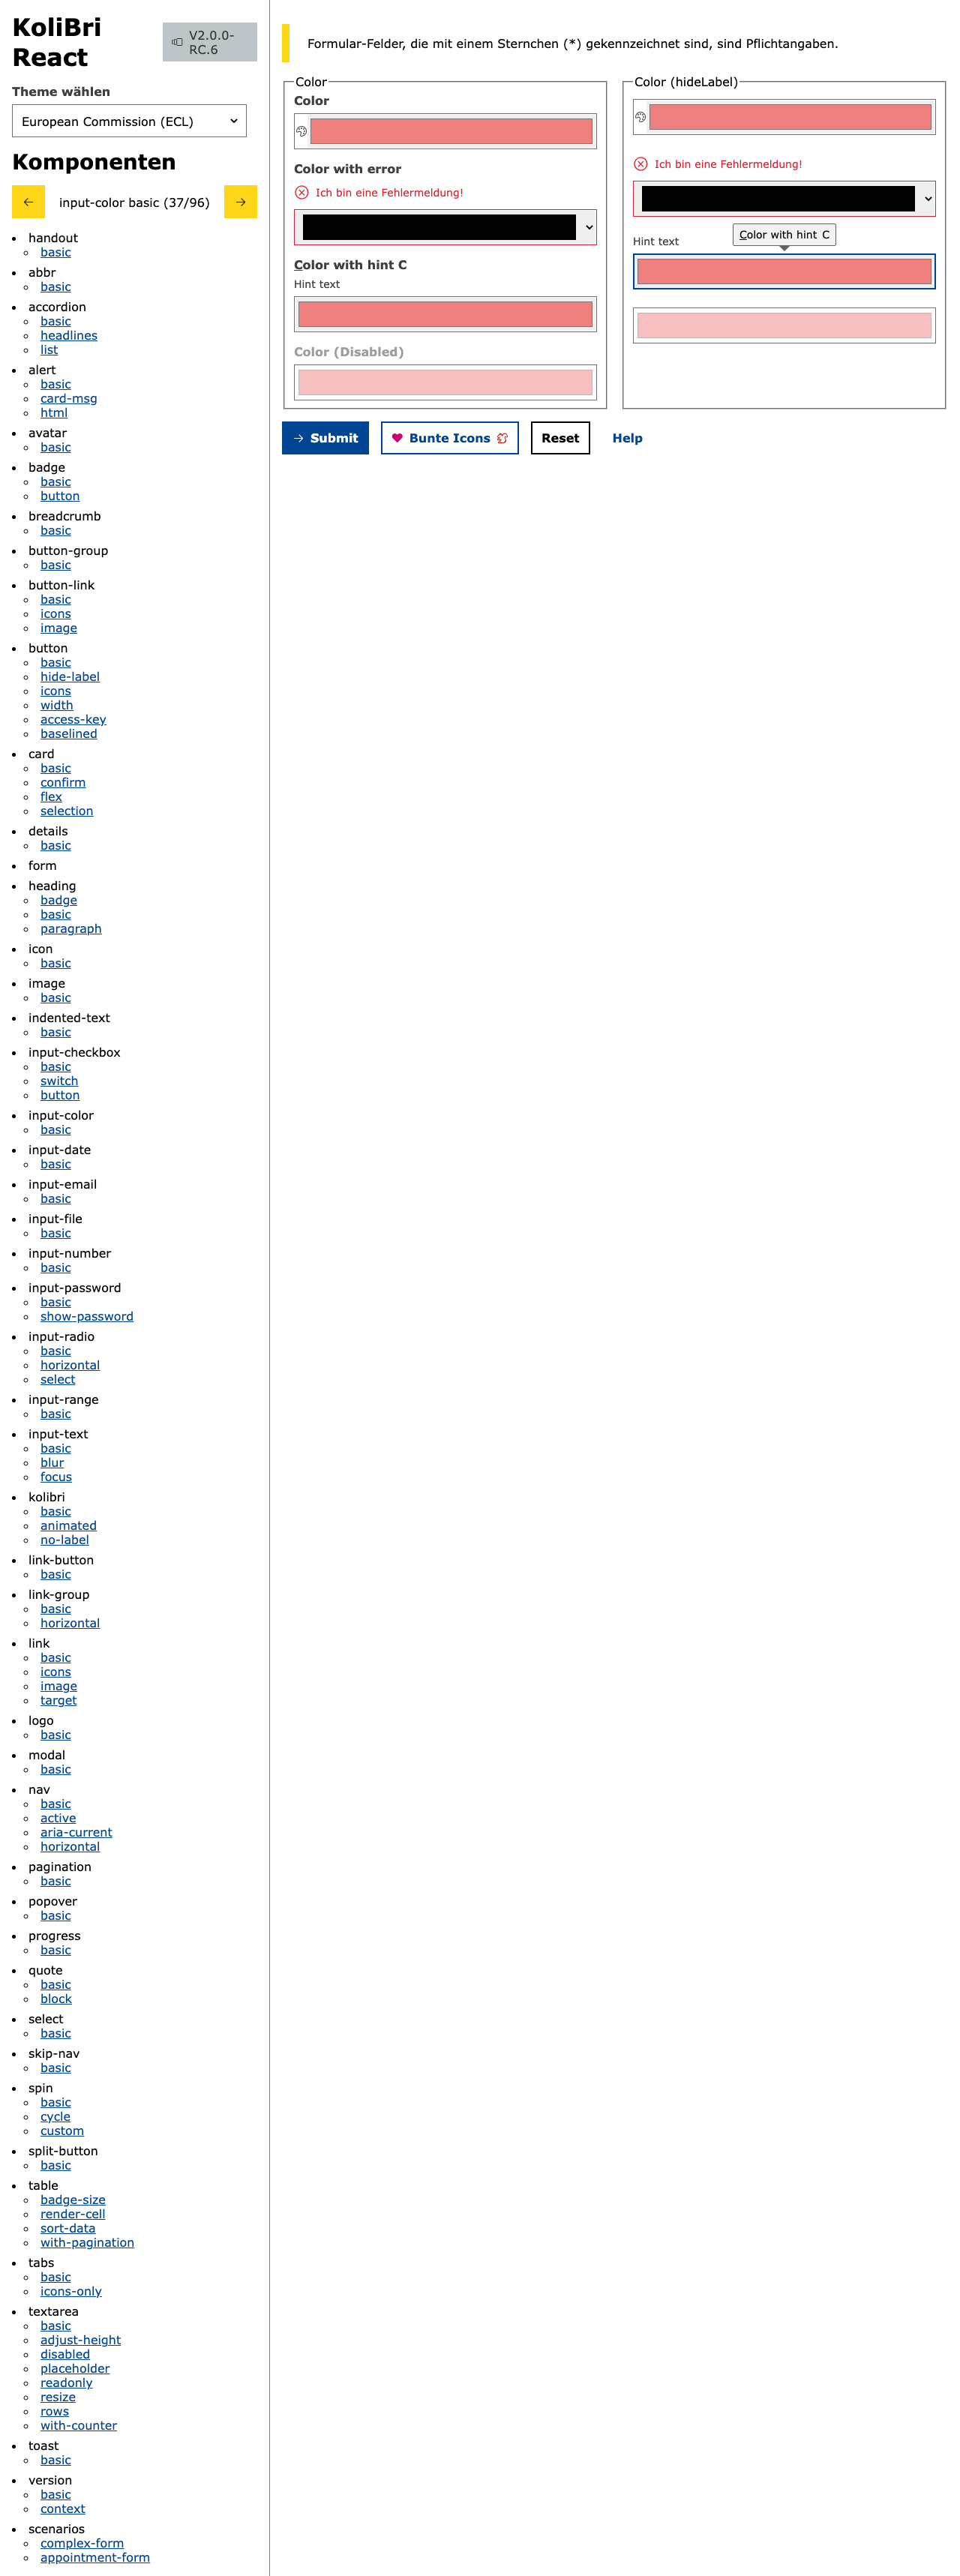 KoliBri
React
V2.0.0-
RC.6
Theme wählen
European Commission (ECL)
Komponenten
input-color basic (37/96)
handout
basic
abbr
basic
accordion
basic
headlines
list
alert
basic
card-msg
html
avatar
basic
badge
basic
button
breadcrumb
basic
button-group
basic
button-link
basic
icons
image
button
basic
hide-label
icons
width
access-key
baselined
card
basic
confirm
flex
selection
details
basic
form
heading
badge
basic
paragraph
icon
basic
image
basic
indented-text
basic
input-checkbox
basic
switch
button
input-color
basic
input-date
basic
input-email
basic
input-file
basic
input-number
basic
input-password
basic
show-password
input-radio
basic
horizontal
select
input-range
basic
input-text
basic
blur
focus
kolibri
basic
animated
no-label
link-button
basic
link-group
basic
horizontal
link
basic
icons
image
target
logo
basic
modal
basic
nav
basic
active
aria-current
horizontal
pagination
basic
popover
basic
progress
basic
quote
basic
block
select
basic
skip-nav
basic
spin
basic
cycle
custom
split-button
basic
table
badge-size
render-cell
sort-data
with-pagination
tabs
basic
icons-only
textarea
basic
adjust-height
disabled
placeholder
readonly
resize
rows
with-counter
toast
basic
version
basic
context
scenarios
complex-form
appointment-form
Formular-Felder, die mit einem Sternchen (*) gekennzeichnet sind, sind Pflichtangaben.
Color
Color
Color with error
Ich bin eine Fehlermeldung!
Color with hint C
Hint text
Color (Disabled)
Color (hideLabel)
Ich bin eine Fehlermeldung!
Color with hint C
Hint text
Submit
Bunte Icons
Reset
Help